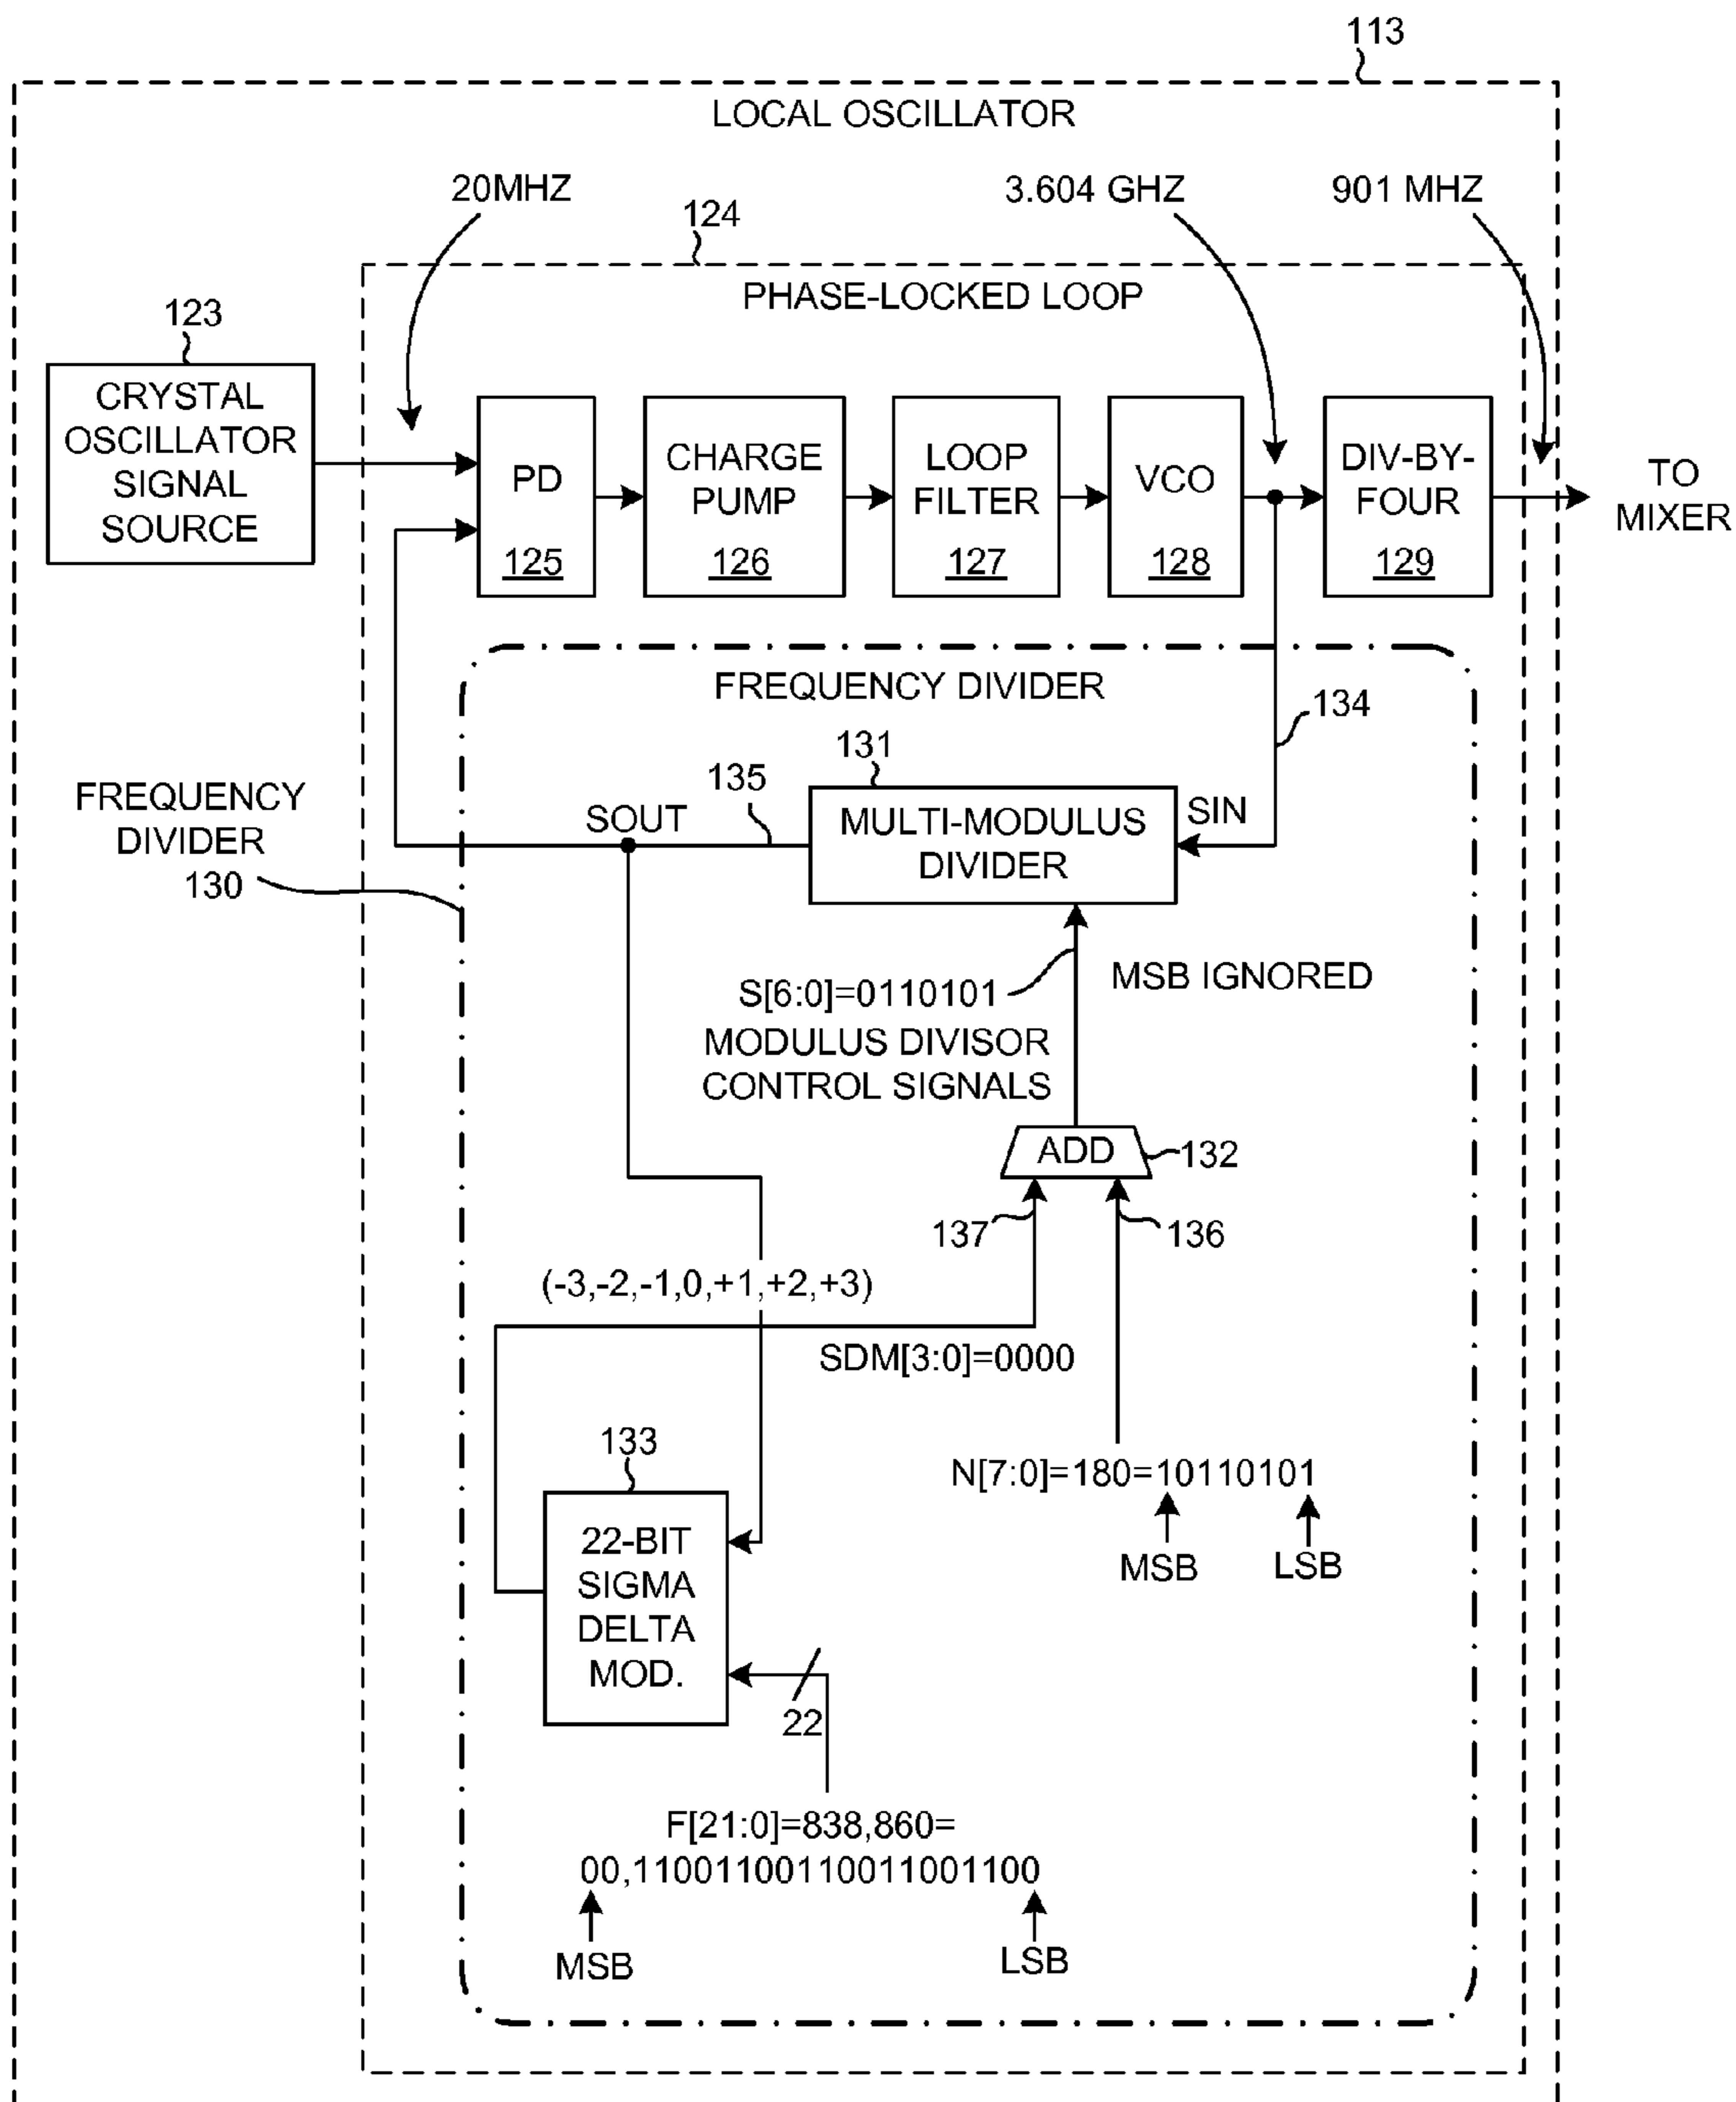 113
LOCAL OSCILLATOR
20MHZ
3.604 GHZ
901 MHZ
124
PHASE-LOCKED LOOP
123
CRYSTAL
OSCILLATOR
SIGNAL
SOURCE
PD
125
CHARGE
PUMP
126
LOOP
FILTER
127
VCO
128
DIV-BY-
FOUR
129
TO
MIXER
FREQUENCY DIVIDER
134
131
135
FREQUENCY
DIVIDER
130
SOUT
MULTI-MODULUS
DIVIDER
SIN
S[6:0]=0110101
MSB IGNORED
MODULUS DIVISOR
CONTROL SIGNALS
ADD
132
137
136
(-3,-2,-1,0,+1,+2,+3)
SDM[3:0]=0000
133
N[7:0]=180=10110101
MSB
LSB
22-BIT
SIGMA
DELTA
MOD.
22
F[21:0]=838,860=
00,11001100110011001100
MSB
LSB